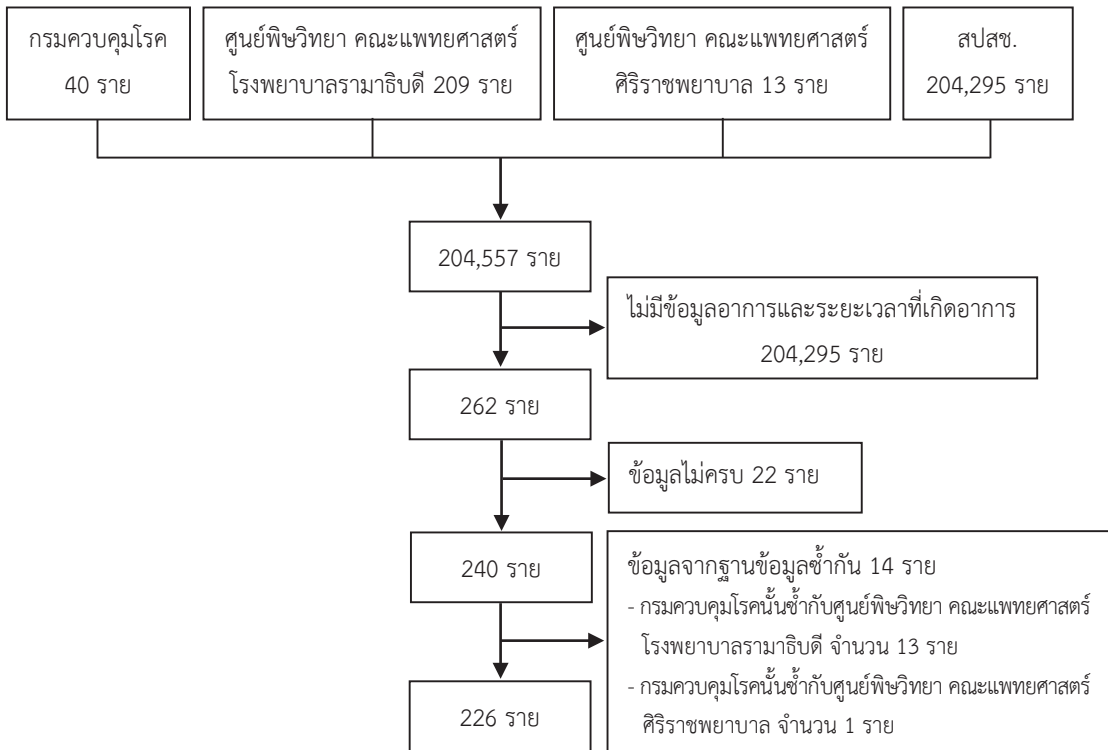 กรมควบคุมโรค
40 ราย
ศูนย์พิษวิทยา คณะแพทยศาสตร์
โรงพยาบาลรามาธิบดี 209 ราย
ศูนย์พิษวิทยา คณะแพทยศาสตร์
ศิริราชพยาบาล 13 ราย
สปสช.
204,295 ราย
204,557 ราย
ไม่มีข้อมูลอาการและระยะเวลาที่เกิดอาการ
204,295 ราย
262 ราย
ข้อมูลไม่ครบ 22 ราย
240 ราย
ข้อมูลจากฐานข้อมูลซ้ำกัน 14 ราย
- กรมควบคุมโรคนั้นซ้ำกับศูนย์พิษวิทยา คณะแพทยศาสตร์
โรงพยาบาลรามาธิบดี จำนวน 13 ราย
- กรมควบคุมโรคนั้นซ้ำกับศูนย์พิษวิทยา คณะแพทยศาสตร์
ศิริราชพยาบาล จำนวน 1 ราย
226 ราย